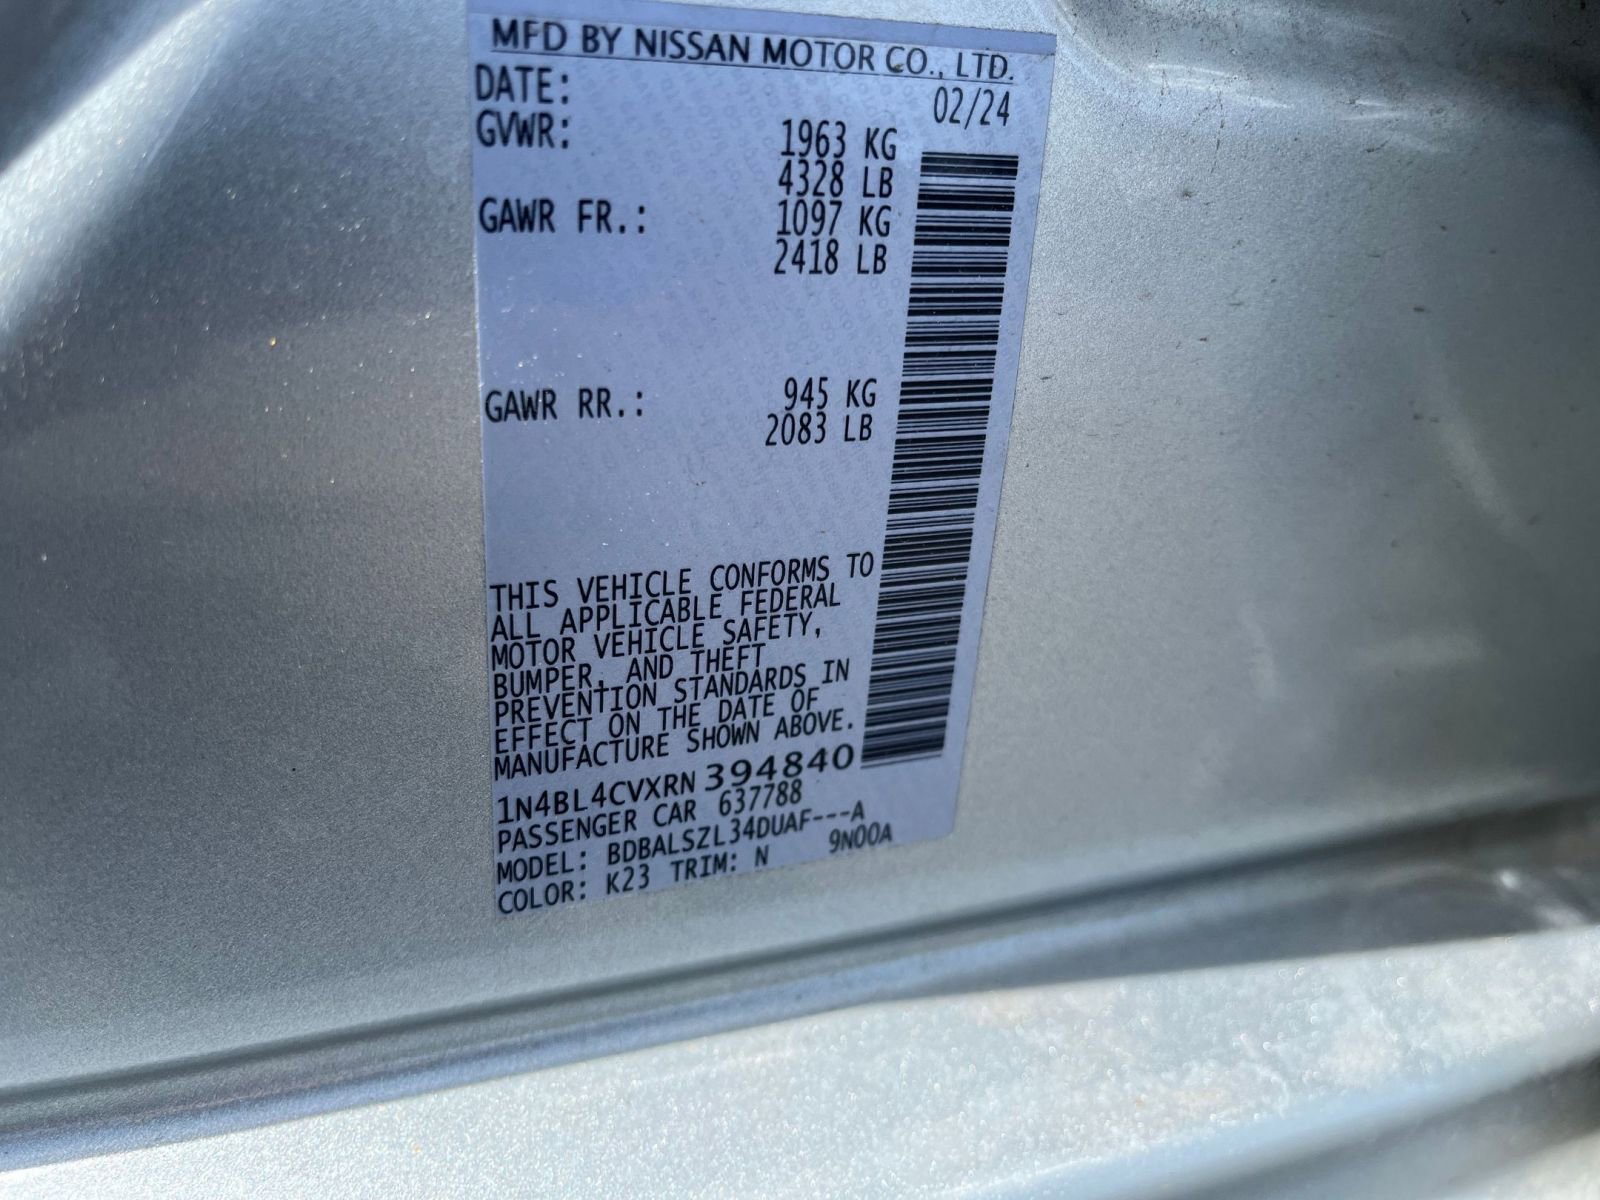 MFD BY NISSAN MOTOR CO., LTD.
DATE: 02/24
GVWR: 1963 KG
4328 LB
GAWR FR.: 1097 KG
2418 LB
GAWR RR.: 945 KG
2083 LB
THIS VEHICLE CONFORMS TO
ALL APPLICABLE FEDERAL
MOTOR VEHICLE SAFETY,
BUMPER, AND THEFT
PREVENTION STANDARDS IN
EFFECT ON THE DATE OF
MANUFACTURE SHOWN ABOVE.
1N4BL4CVXRN394840
PASSENGER CAR 637788
MODEL: BDBALSZL34DUAF---A
COLOR: K23 TRIM: N 9N00A